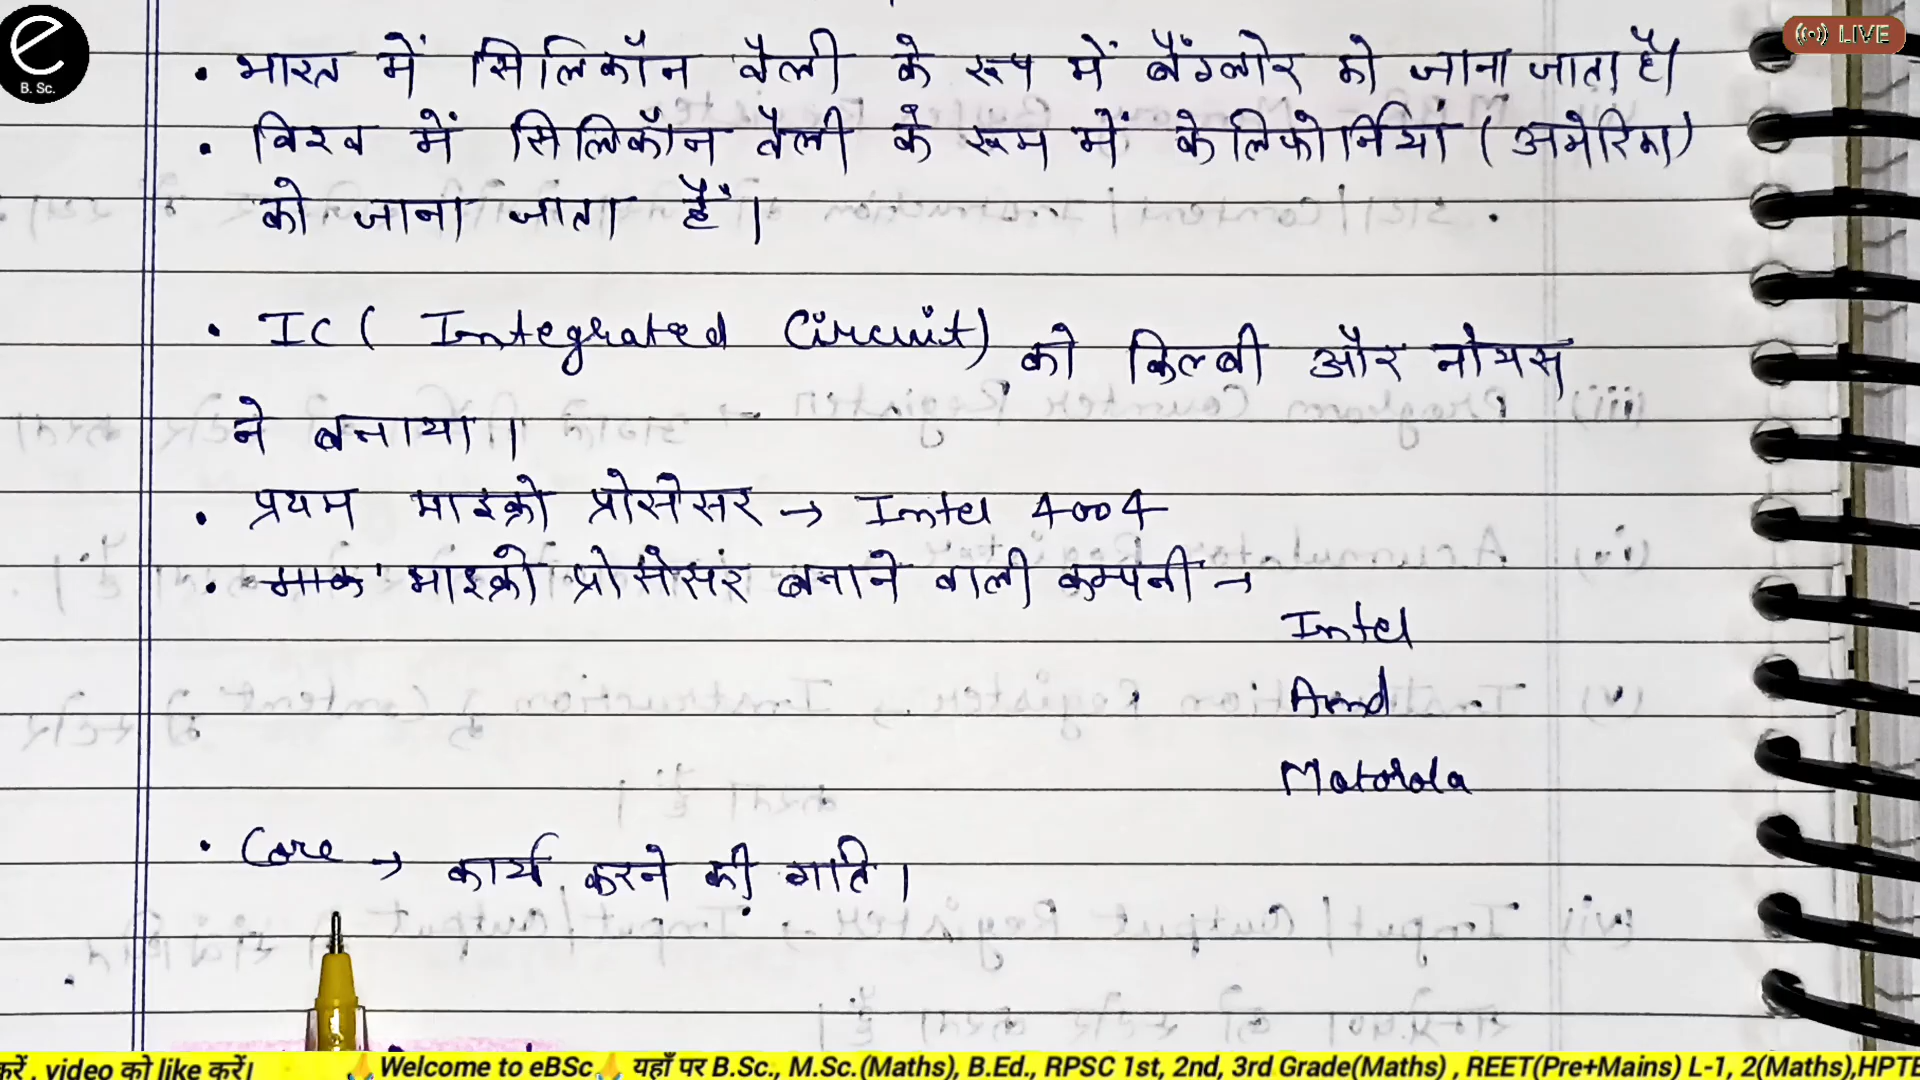 e
B. Sc.
LIVE
• भारत में सिलिकॉन वैली के रूप में बैंग्लोर को जाना जाता है।
• विश्व में सिलिकॉन वैली के रूप में केलिफोर्निया (अमेरिका)
को जाना जाता हैं।
• IC ( Integrated Circuit) को किल्बी और नोयस
ने बनाया।
• प्रथम माइक्रो प्रोसेसर → Intel 4004
• माइक्रो प्रोसेसर बनाने वाली कम्पनी →
Intel
Amd
Motorola
• Core → कार्य करने की गति।
करें , video को like करें। 🙏 Welcome to eBSc🙏 यहाँ पर B.Sc., M.Sc.(Maths), B.Ed., RPSC 1st, 2nd, 3rd Grade(Maths) , REET(Pre+Mains) L-1, 2(Maths),HPTE